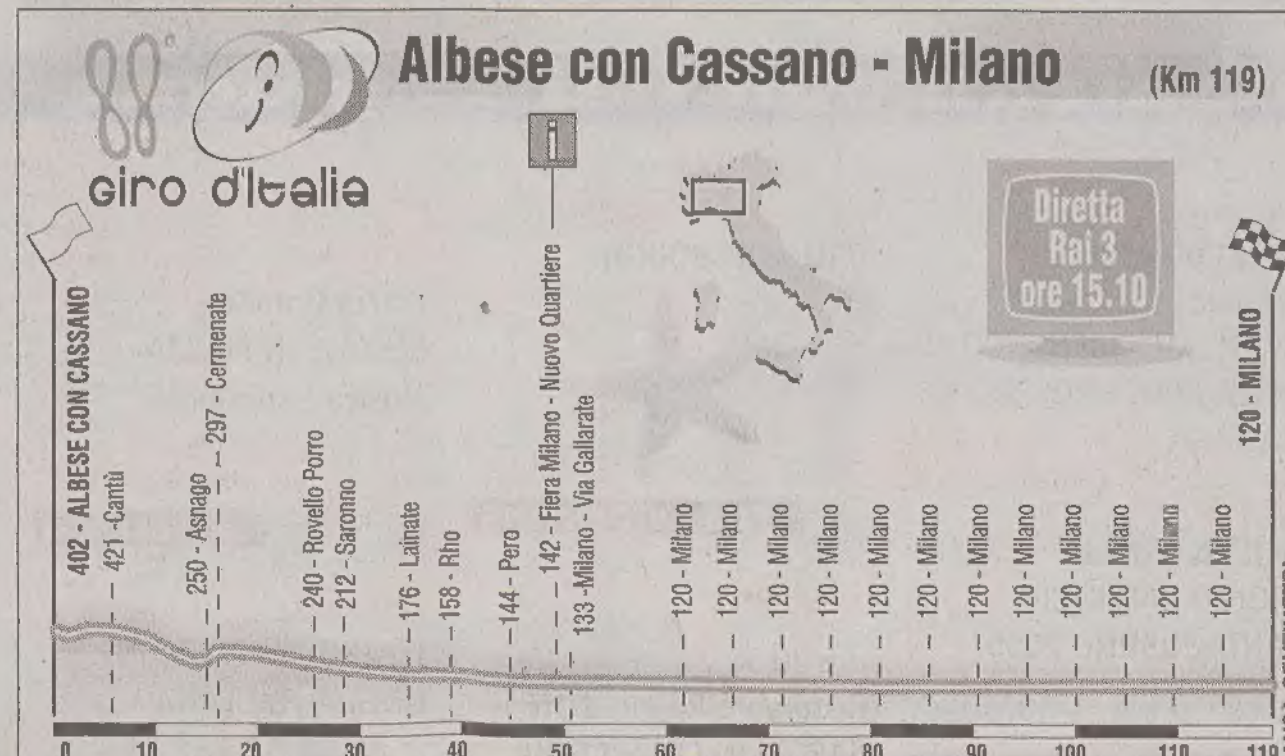 88°
giro d'Italia
Albese con Cassano - Milano
(Km 119)
i
Diretta
Rai 3
ore 15.10
402 - ALBESE CON CASSANO
421 - Cantù
250 - Asnago
297 - Cermenate
240 - Rovello Porro
212 - Saronno
176 - Lainate
158 - Rho
144 - Pero
142 - Fiera Milano - Nuovo Quartiere
133 - Milano - Via Gallarate
120 - Milano
120 - Milano
120 - Milano
120 - Milano
120 - Milano
120 - Milano
120 - Milano
120 - Milano
120 - Milano
120 - Milano
120 - Milano
120 - Milano
120 - MILANO
0 10 20 30 40 50 60 70 80 90 100 110